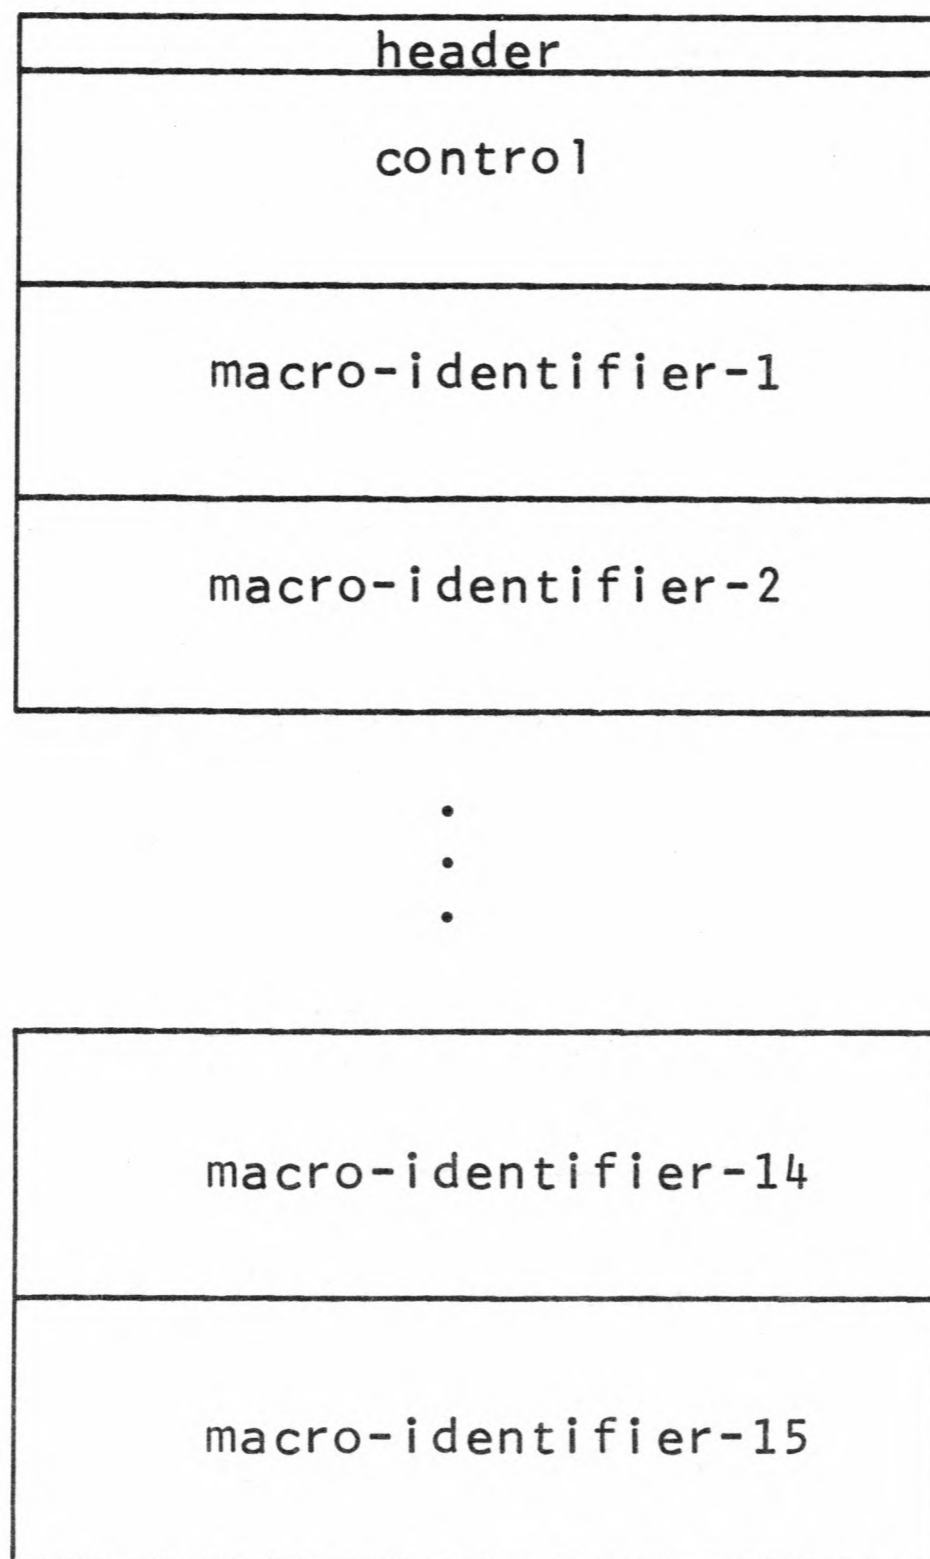 header
control
macro-identifier-1
macro-identifier-2
.
.
.
macro-identifier-14
macro-identifier-15